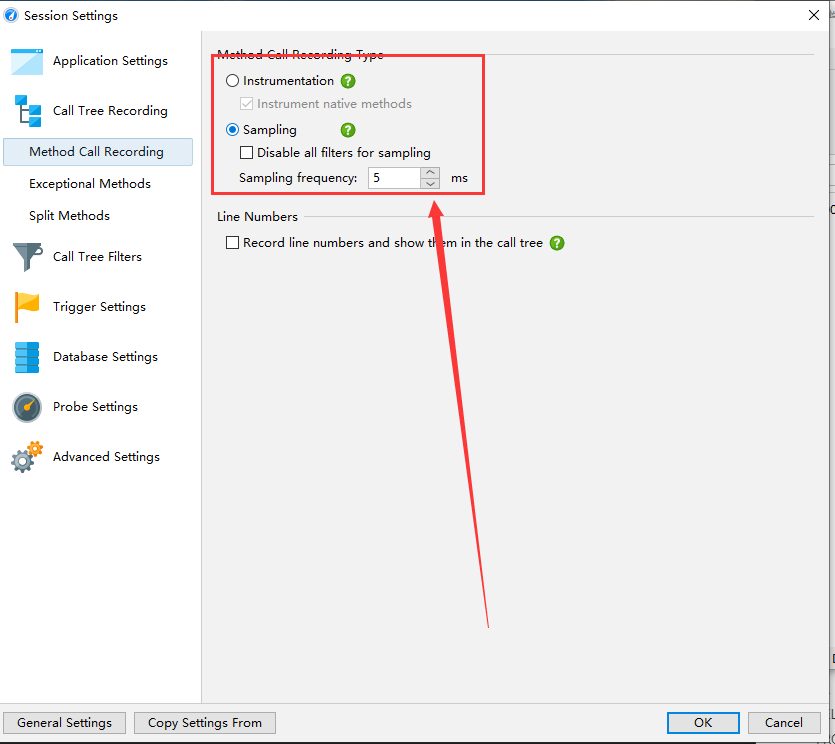 Session Settings
Application Settings
Call Tree Recording
Method Call Recording
Exceptional Methods
Split Methods
Call Tree Filters
Trigger Settings
Database Settings
Probe Settings
Advanced Settings
Method Call Recording Type
Instrumentation ?
Instrument native methods
Sampling ?
Disable all filters for sampling
Sampling frequency: 5 ms
Line Numbers
Record line numbers and show them in the call tree ?
General Settings
Copy Settings From
OK
Cancel